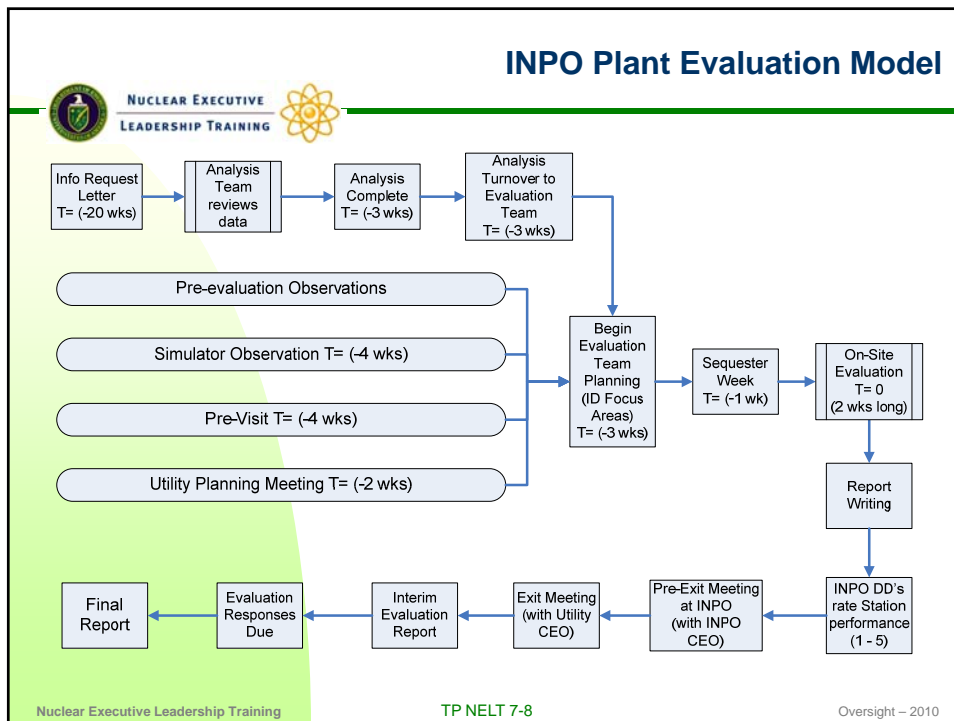 INPO Plant Evaluation Model
NUCLEAR EXECUTIVE
LEADERSHIP TRAINING
Info Request
Letter
T= (-20 wks)
Analysis
Team
reviews
data
Analysis
Complete
T= (-3 wks)
Analysis
Turnover to
Evaluation
Team
T= (-3 wks)
Pre-evaluation Observations
Simulator Observation T= (-4 wks)
Pre-Visit T= (-4 wks)
Utility Planning Meeting T= (-2 wks)
Begin
Evaluation
Team
Planning
(ID Focus
Areas)
T= (-3 wks)
Sequester
Week
T= (-1 wk)
On-Site
Evaluation
T= 0
(2 wks long)
Report
Writing
INPO DD's
rate Station
performance
(1 - 5)
Pre-Exit Meeting
at INPO
(with INPO
CEO)
Exit Meeting
(with Utility
CEO)
Interim
Evaluation
Report
Evaluation
Responses
Due
Final
Report
Nuclear Executive Leadership Training
TP NELT 7-8
Oversight – 2010